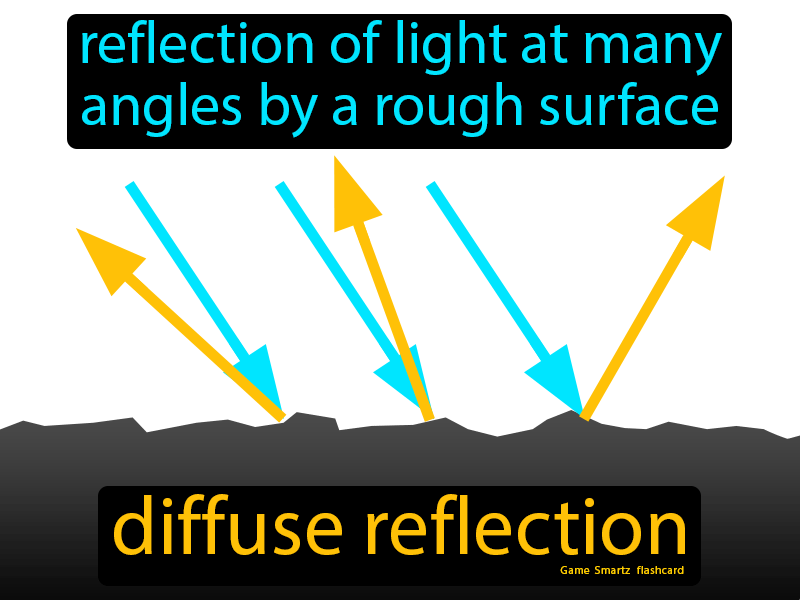 reflection of light at many
angles by a rough surface
diffuse reflection
Game Smartz flashcard